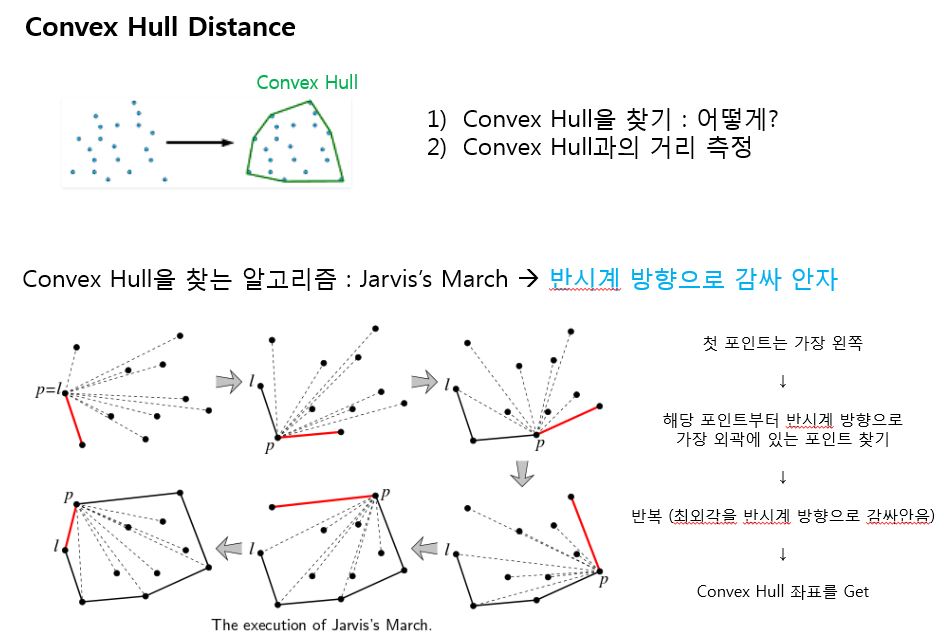 Convex Hull Distance
Convex Hull
1) Convex Hull을 찾기 : 어떻게?
2) Convex Hull과의 거리 측정
Convex Hull을 찾는 알고리즘 : Jarvis's March → 반시계 방향으로 감싸 안자
p=l
l
p
l
p
첫 포인트는 가장 왼쪽
↓
해당 포인트부터 반시계 방향으로
가장 외곽에 있는 포인트 찾기
↓
반복 (최외각을 반시계 방향으로 감싸안음)
↓
Convex Hull 좌표를 Get
p
l
l
p
l
p
The execution of Jarvis's March.